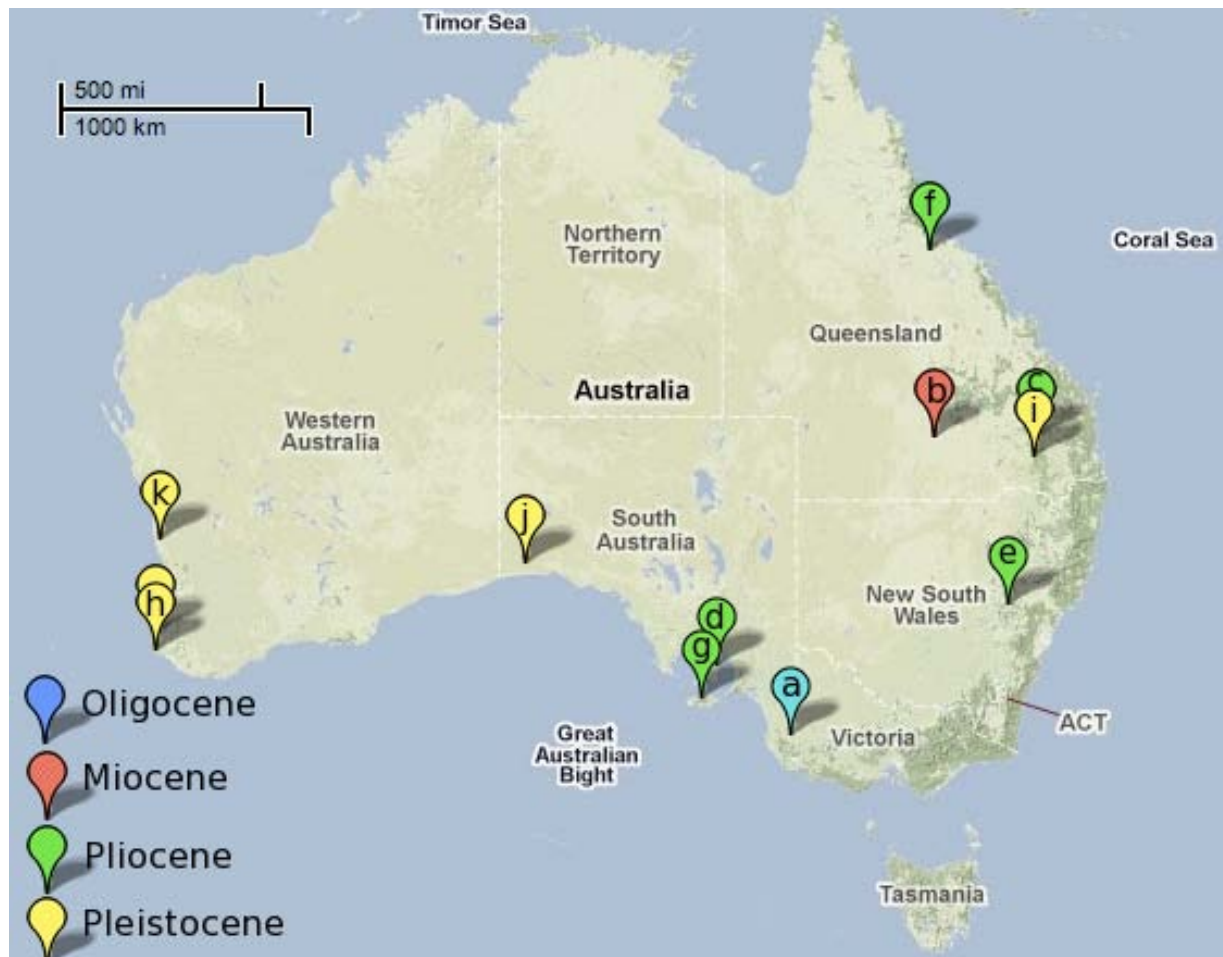 Timor Sea
500 mi
1000 km
f
Northern
Territory
Coral Sea
Queensland
Australia
b
c
i
Western
Australia
k
j
South
Australia
e
New South
Wales
h
d
g
a
Oligocene
ACT
Great
Australian
Bight
Victoria
Miocene
Pliocene
Tasmania
Pleistocene